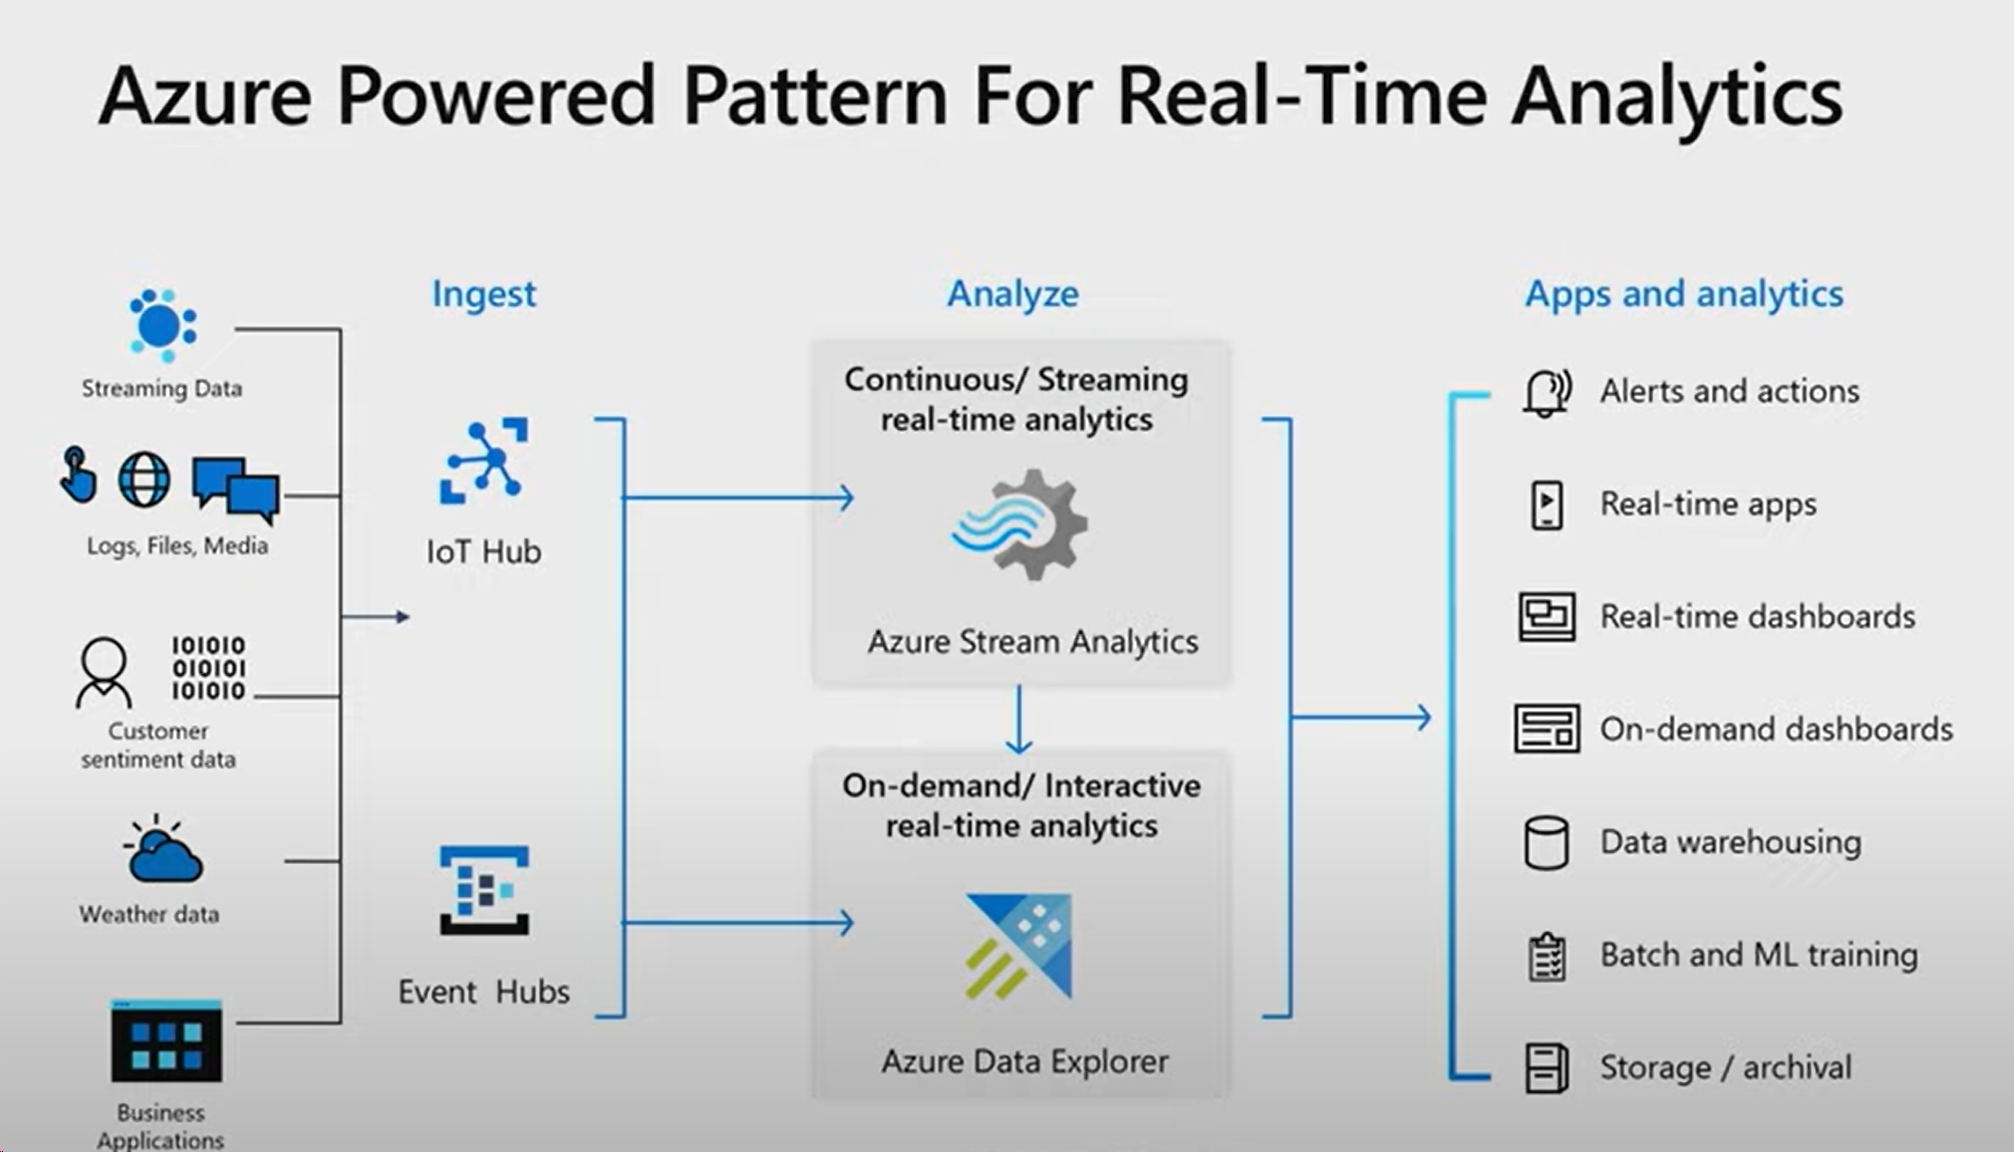 Azure Powered Pattern For Real-Time Analytics
Streaming Data
Logs, Files, Media
101010
010101
101010
Customer
sentiment data
Weather data
Business
Applications
Ingest
IoT Hub
Event Hubs
Analyze
Continuous/ Streaming
real-time analytics
Azure Stream Analytics
On-demand/ Interactive
real-time analytics
Azure Data Explorer
Apps and analytics
Alerts and actions
Real-time apps
Real-time dashboards
On-demand dashboards
Data warehousing
Batch and ML training
Storage / archival